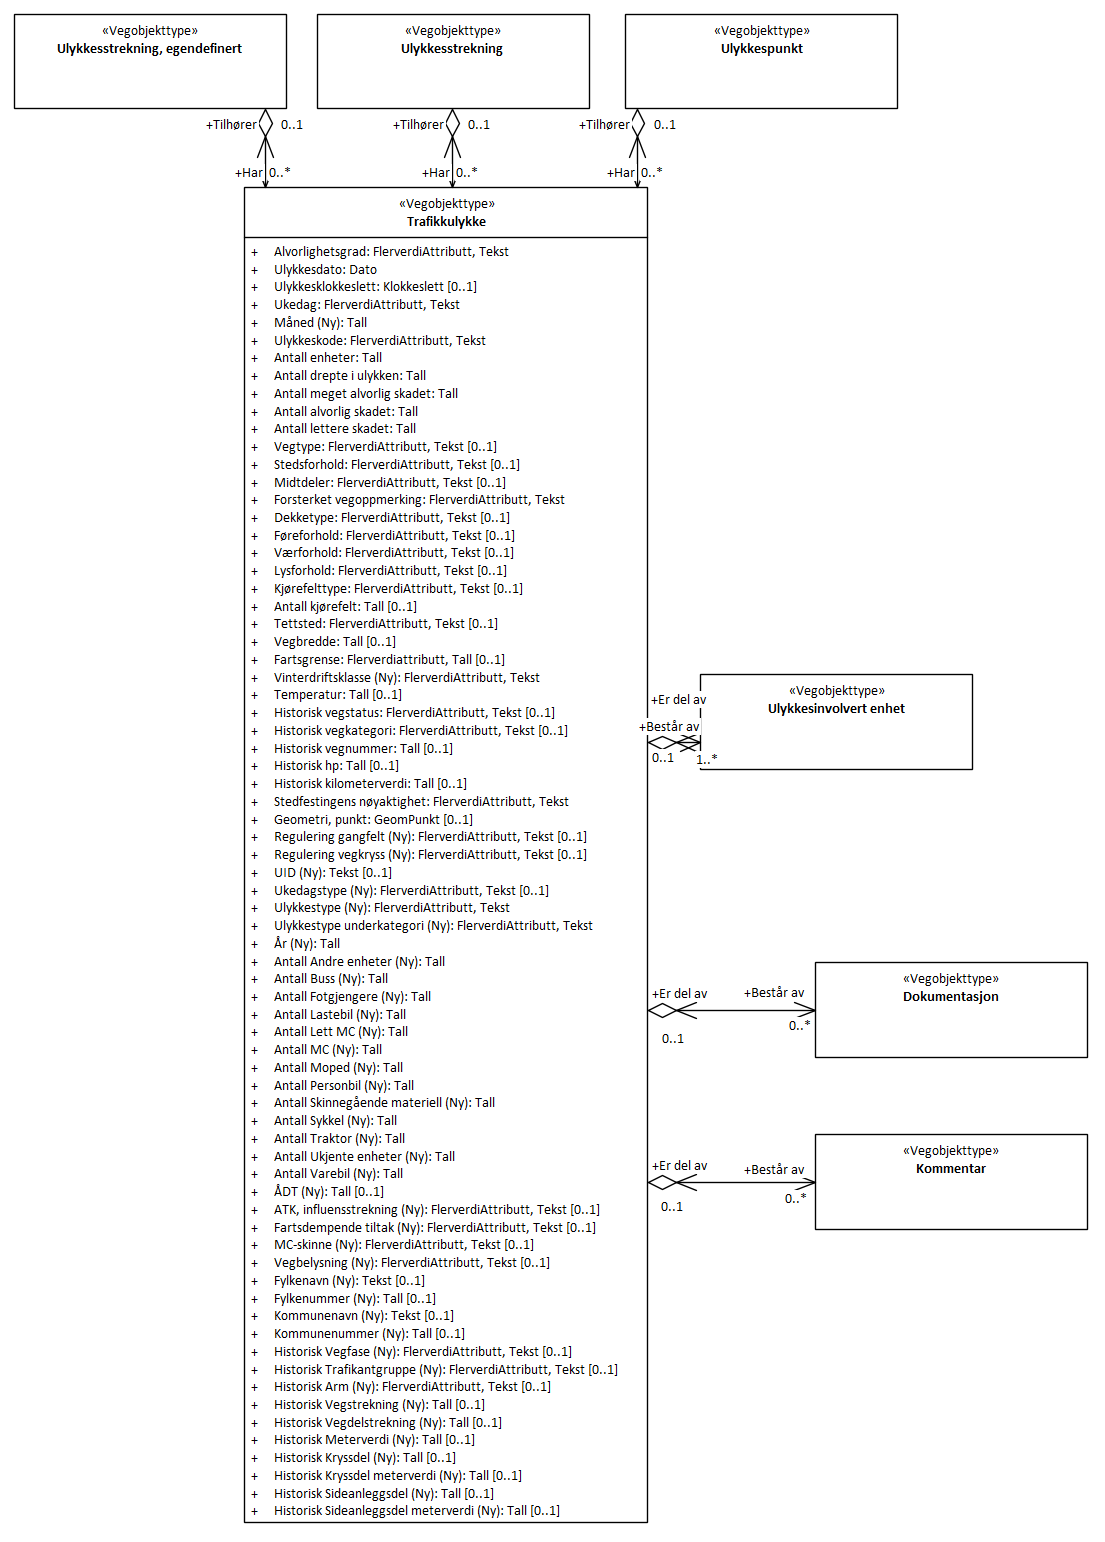 «Vegobjekttype»
Ulykkesstrekning, egendefinert
«Vegobjekttype»
Ulykkesstrekning
«Vegobjekttype»
Ulykkespunkt
+Tilhører 0..1
+Tilhører 0..1
+Tilhører 0..1
+Har 0..*
+Har 0..*
+Har 0..*
«Vegobjekttype»
Trafikkulykke
+ Alvorlighetsgrad: FlerverdiAttributt, Tekst
+ Ulykkesdato: Dato
+ Ulykkesklokkeslett: Klokkeslett [0..1]
+ Ukedag: FlerverdiAttributt, Tekst
+ Måned (Ny): Tall
+ Ulykkeskode: FlerverdiAttributt, Tekst
+ Antall enheter: Tall
+ Antall drepte i ulykken: Tall
+ Antall meget alvorlig skadet: Tall
+ Antall alvorlig skadet: Tall
+ Antall lettere skadet: Tall
+ Vegtype: FlerverdiAttributt, Tekst [0..1]
+ Stedsforhold: FlerverdiAttributt, Tekst [0..1]
+ Midtdeler: FlerverdiAttributt, Tekst [0..1]
+ Forsterket vegoppmerking: FlerverdiAttributt, Tekst
+ Dekketype: FlerverdiAttributt, Tekst [0..1]
+ Føreforhold: FlerverdiAttributt, Tekst [0..1]
+ Værforhold: FlerverdiAttributt, Tekst [0..1]
+ Lysforhold: FlerverdiAttributt, Tekst [0..1]
+ Kjørefelttype: FlerverdiAttributt, Tekst [0..1]
+ Antall kjørefelt: Tall [0..1]
+ Tettsted: FlerverdiAttributt, Tekst [0..1]
+ Vegbredde: Tall [0..1]
+ Fartsgrense: Flerverdiattributt, Tall [0..1]
+ Vinterdriftsklasse (Ny): FlerverdiAttributt, Tekst
+ Temperatur: Tall [0..1]
+ Historisk vegstatus: FlerverdiAttributt, Tekst [0..1]
+ Historisk vegkategori: FlerverdiAttributt, Tekst [0..1]
+ Historisk vegnummer: Tall [0..1]
+ Historisk hp: Tall [0..1]
+ Historisk kilometerverdi: Tall [0..1]
+ Stedfestingens nøyaktighet: FlerverdiAttributt, Tekst
+ Geometri, punkt: GeomPunkt [0..1]
+ Regulering gangfelt (Ny): FlerverdiAttributt, Tekst [0..1]
+ Regulering vegkryss (Ny): FlerverdiAttributt, Tekst [0..1]
+ UID (Ny): Tekst [0..1]
+ Ukedagstype (Ny): FlerverdiAttributt, Tekst [0..1]
+ Ulykkestype (Ny): FlerverdiAttributt, Tekst
+ Ulykkestype underkategori (Ny): FlerverdiAttributt, Tekst
+ År (Ny): Tall
+ Antall Andre enheter (Ny): Tall
+ Antall Buss (Ny): Tall
+ Antall Fotgjengere (Ny): Tall
+ Antall Lastebil (Ny): Tall
+ Antall Lett MC (Ny): Tall
+ Antall MC (Ny): Tall
+ Antall Moped (Ny): Tall
+ Antall Personbil (Ny): Tall
+ Antall Skinnegående materiell (Ny): Tall
+ Antall Sykkel (Ny): Tall
+ Antall Traktor (Ny): Tall
+ Antall Ukjente enheter (Ny): Tall
+ Antall Varebil (Ny): Tall
+ ÅDT (Ny): Tall [0..1]
+ ATK, influensstrekning (Ny): FlerverdiAttributt, Tekst [0..1]
+ Fartsdempende tiltak (Ny): FlerverdiAttributt, Tekst [0..1]
+ MC-skinne (Ny): FlerverdiAttributt, Tekst [0..1]
+ Vegbelysning (Ny): FlerverdiAttributt, Tekst [0..1]
+ Fylkenavn (Ny): Tekst [0..1]
+ Fylkenummer (Ny): Tall [0..1]
+ Kommunenavn (Ny): Tekst [0..1]
+ Kommunenummer (Ny): Tall [0..1]
+ Historisk Vegfase (Ny): FlerverdiAttributt, Tekst [0..1]
+ Historisk Trafikantgruppe (Ny): FlerverdiAttributt, Tekst [0..1]
+ Historisk Arm (Ny): FlerverdiAttributt, Tekst [0..1]
+ Historisk Vegstrekning (Ny): Tall [0..1]
+ Historisk Vegdelstrekning (Ny): Tall [0..1]
+ Historisk Meterverdi (Ny): Tall [0..1]
+ Historisk Kryssdel (Ny): Tall [0..1]
+ Historisk Kryssdel meterverdi (Ny): Tall [0..1]
+ Historisk Sideanleggsdel (Ny): Tall [0..1]
+ Historisk Sideanleggsdel meterverdi (Ny): Tall [0..1]
+Er del av
+Består av
0..1
1..*
«Vegobjekttype»
Ulykkesinvolvert enhet
+Er del av
+Består av
0..1
0..*
«Vegobjekttype»
Dokumentasjon
+Er del av
+Består av
0..1
0..*
«Vegobjekttype»
Kommentar